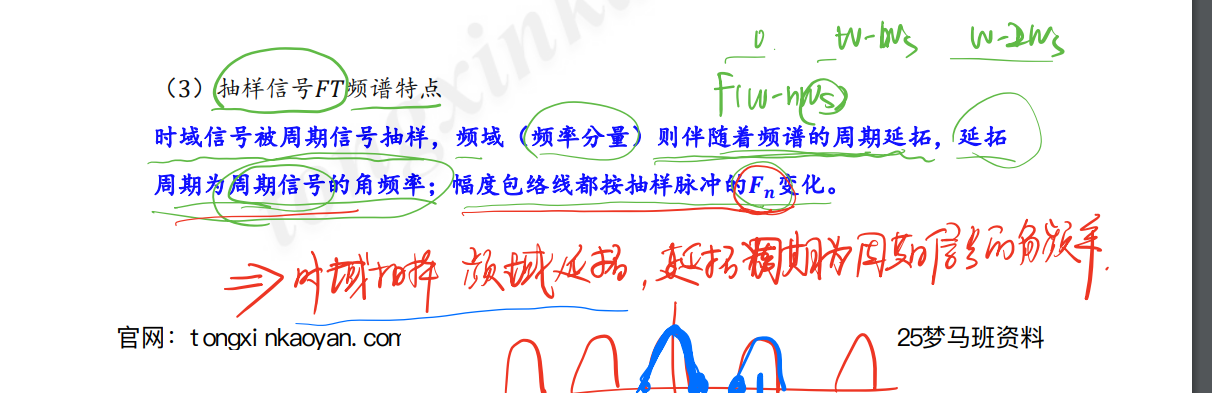 0 w-ws w-2ws
F(w-nws)
（3）抽样信号FT频谱特点
时域信号被周期信号抽样，频域（频率分量）则伴随着频谱的周期延拓，延拓
周期为周期信号的角频率；幅度包络线都按抽样脉冲的Fn变化。
⇒时域抽样 频域延拓，延拓周期为周期信号的角频率.
官网：tongxinkaoyan.com 25梦马班资料